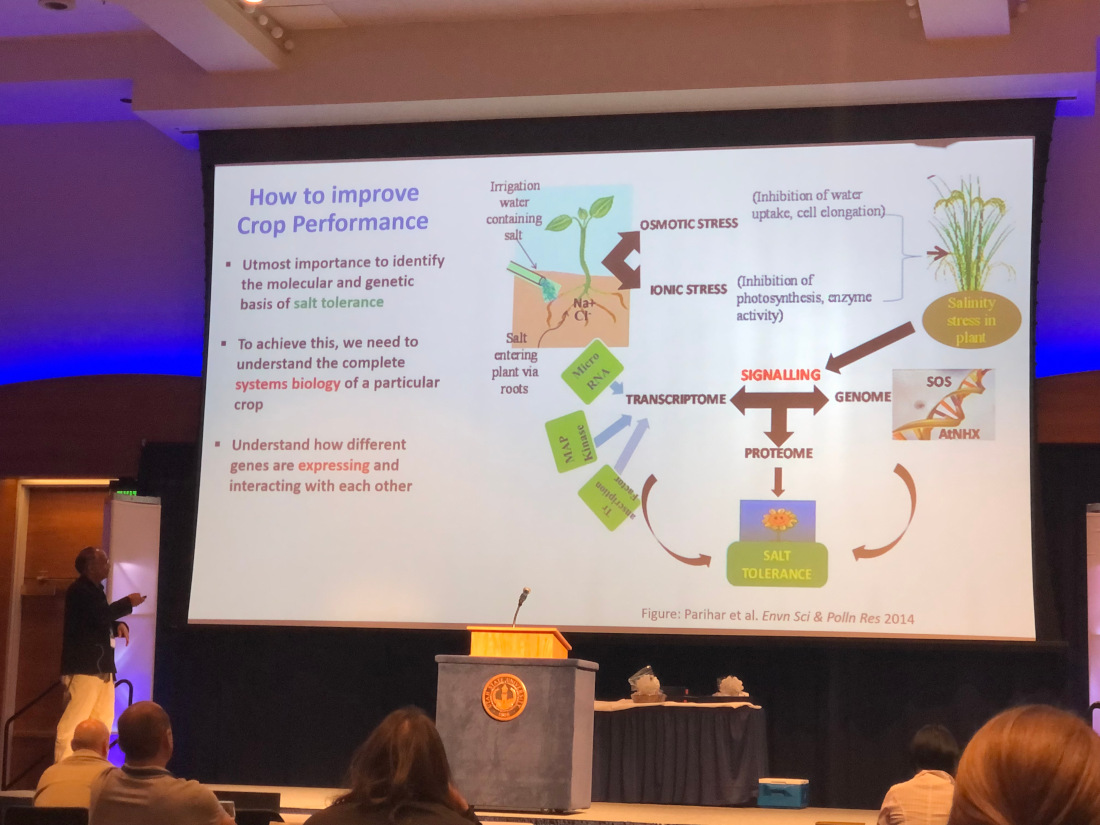 How to improve
Crop Performance
▪ Utmost importance to identify
the molecular and genetic
basis of salt tolerance
▪ To achieve this, we need to
understand the complete
systems biology of a particular
crop
▪ Understand how different
genes are expressing and
interacting with each other
Irrigation
water
containing
salt
Na+
Cl-
Salt
entering
plant via
roots
OSMOTIC STRESS
(Inhibition of water
uptake, cell elongation)
IONIC STRESS
(Inhibition of
photosynthesis, enzyme
activity)
Salinity
stress in
plant
SIGNALLING
Micro
RNA
TRANSCRIPTOME
GENOME
SOS
AtNHX
MAP
Kinase
PROTEOME
Tr
anscription
Factor
SALT
TOLERANCE
Figure: Parihar et al. Envn Sci & Polln Res 2014
EXIT